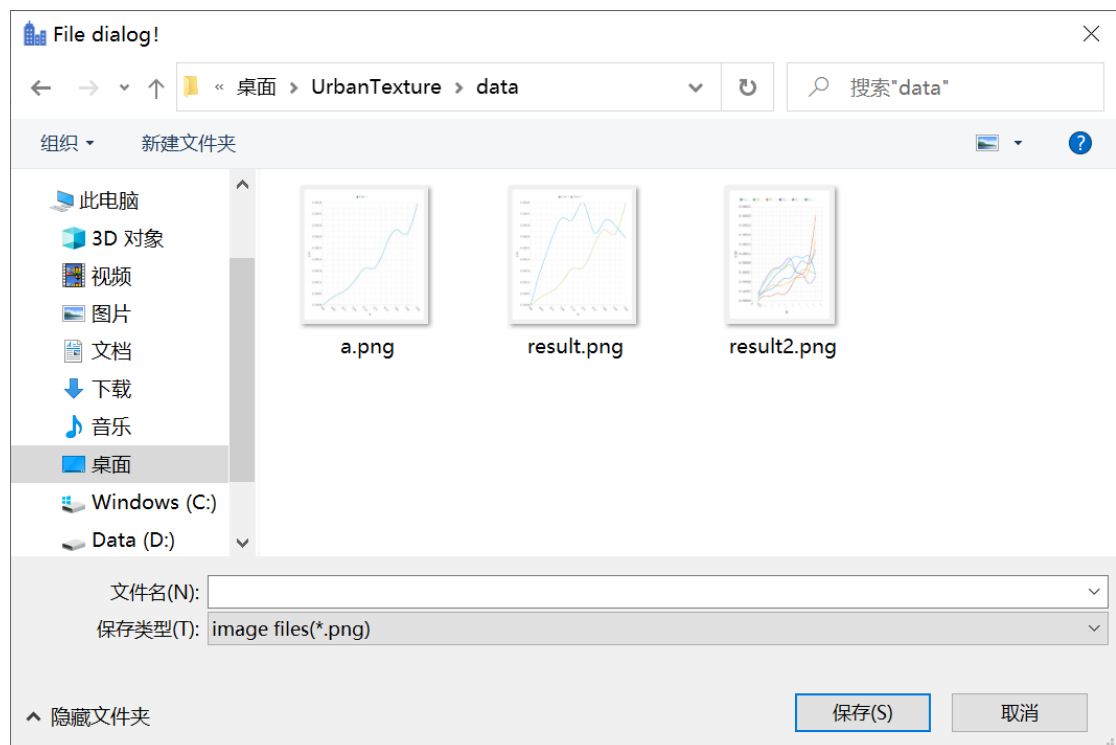 File dialog!
« 桌面 > UrbanTexture > data
搜索"data"
组织
新建文件夹
此电脑
3D 对象
视频
图片
文档
下载
音乐
桌面
Windows (C:)
Data (D:)
a.png
result.png
result2.png
文件名(N):
保存类型(T): image files(*.png)
隐藏文件夹
保存(S)
取消